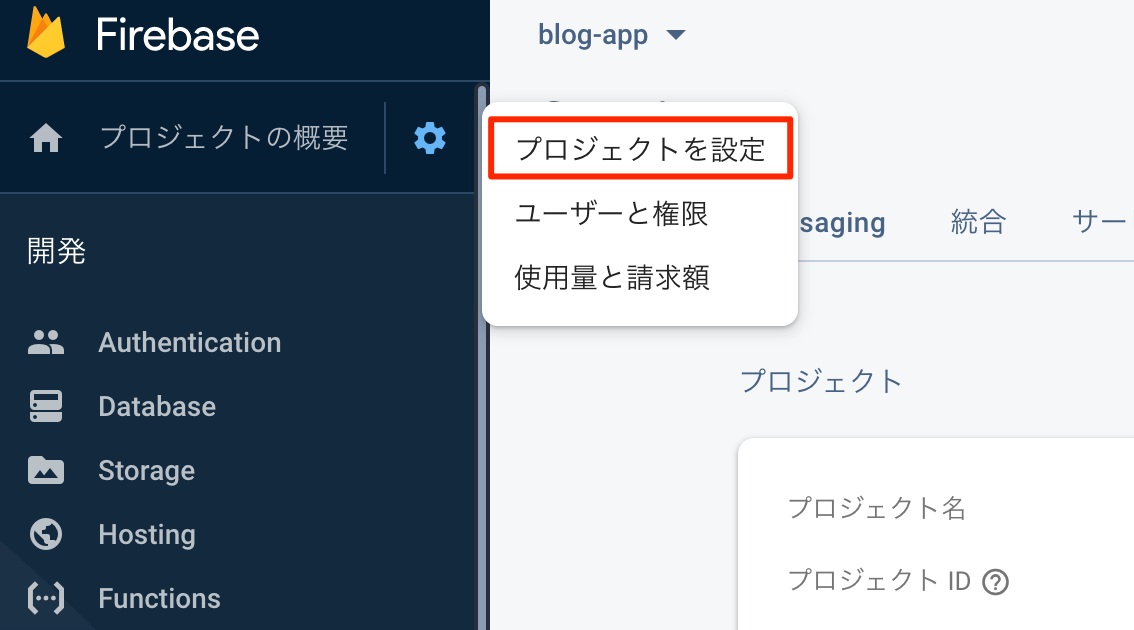 Firebase
blog-app
プロジェクトの概要
プロジェクトを設定
ユーザーと権限
使用量と請求額
saging
統合
サー
開発
Authentication
Database
Storage
Hosting
Functions
プロジェクト
プロジェクト名
プロジェクト ID